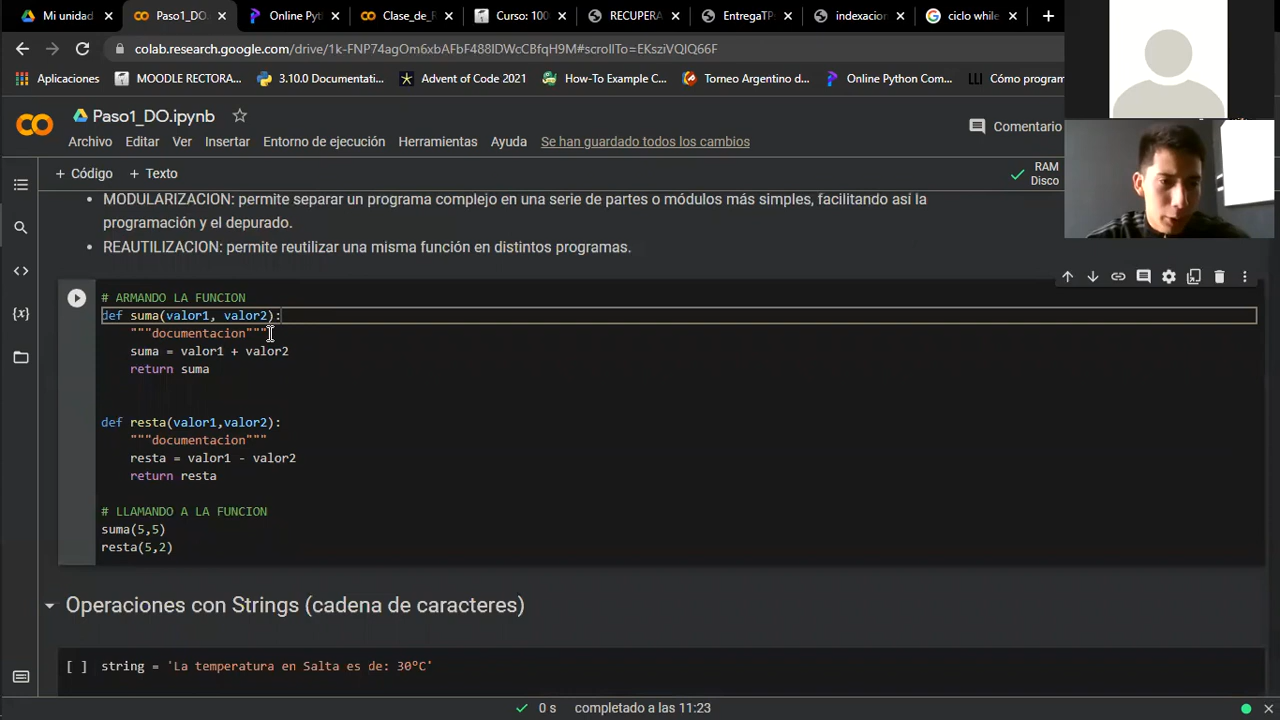 Mi unidad
Paso1_DO.
Online Py
Clase_de_F
Curso: 100
RECUPERA
EntregaTP
indexacion
ciclo while
colab.research.google.com/drive/1k-FNP74agOm6xbAFbF488lDWcCBfqH9M#scrollTo=EKsziVQlQ66F
Aplicaciones
MOODLE RECTORA...
3.10.0 Documentati...
Advent of Code 2021
How-To Example C...
Torneo Argentino d...
Online Python Com...
Cómo program
Paso1_DO.ipynb
Comentario
Archivo Editar Ver Insertar Entorno de ejecución Herramientas Ayuda Se han guardado todos los cambios
+ Código + Texto
RAM
Disco
• MODULARIZACION: permite separar un programa complejo en una serie de partes o módulos más simples, facilitando asi la
programación y el depurado.
• REAUTILIZACION: permite reutilizar una misma función en distintos programas.
# ARMANDO LA FUNCION
def suma(valor1, valor2):
"""documentacion"""
suma = valor1 + valor2
return suma
def resta(valor1,valor2):
"""documentacion"""
resta = valor1 - valor2
return resta
# LLAMANDO A LA FUNCION
suma(5,5)
resta(5,2)
Operaciones con Strings (cadena de caracteres)
[ ] string = 'La temperatura en Salta es de: 30ºC'
0 s completado a las 11:23